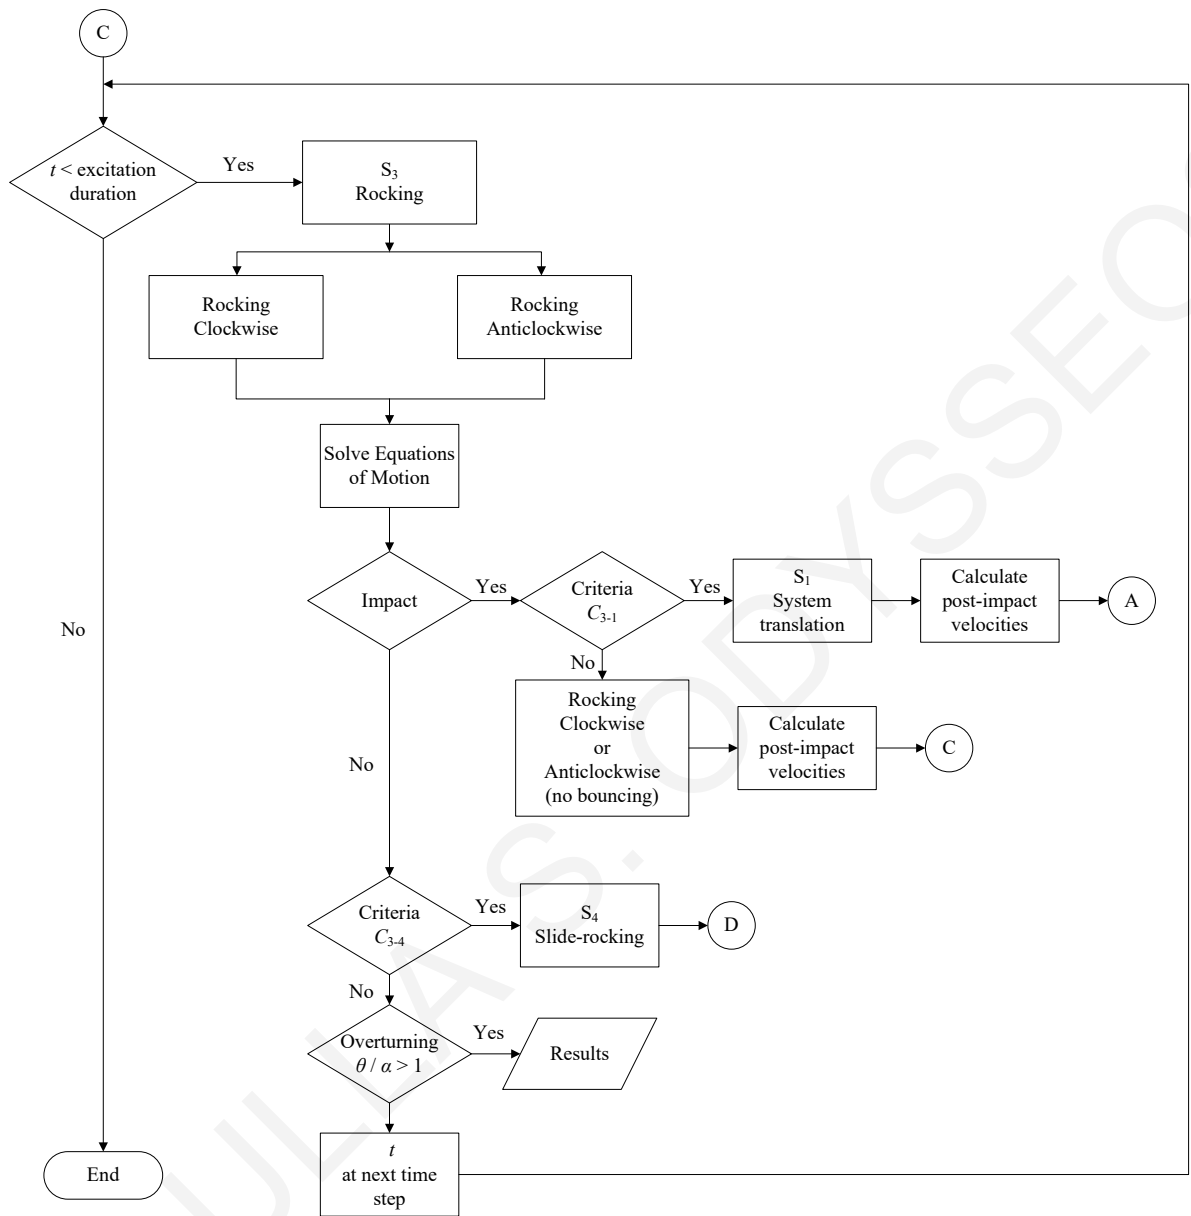 C
t < excitation
duration
Yes
S₃
Rocking
Rocking
Clockwise
Rocking
Anticlockwise
Solve Equations
of Motion
Impact
Yes
Criteria
C₃₋₁
Yes
S₁
System
translation
Calculate
post-impact
velocities
A
No
No
Rocking
Clockwise
or
Anticlockwise
(no bouncing)
Calculate
post-impact
velocities
C
No
Criteria
C₃₋₄
Yes
S₄
Slide-rocking
D
No
Overturning
θ / α > 1
Yes
Results
t
at next time
step
End
ULLA S. ODYSSEO